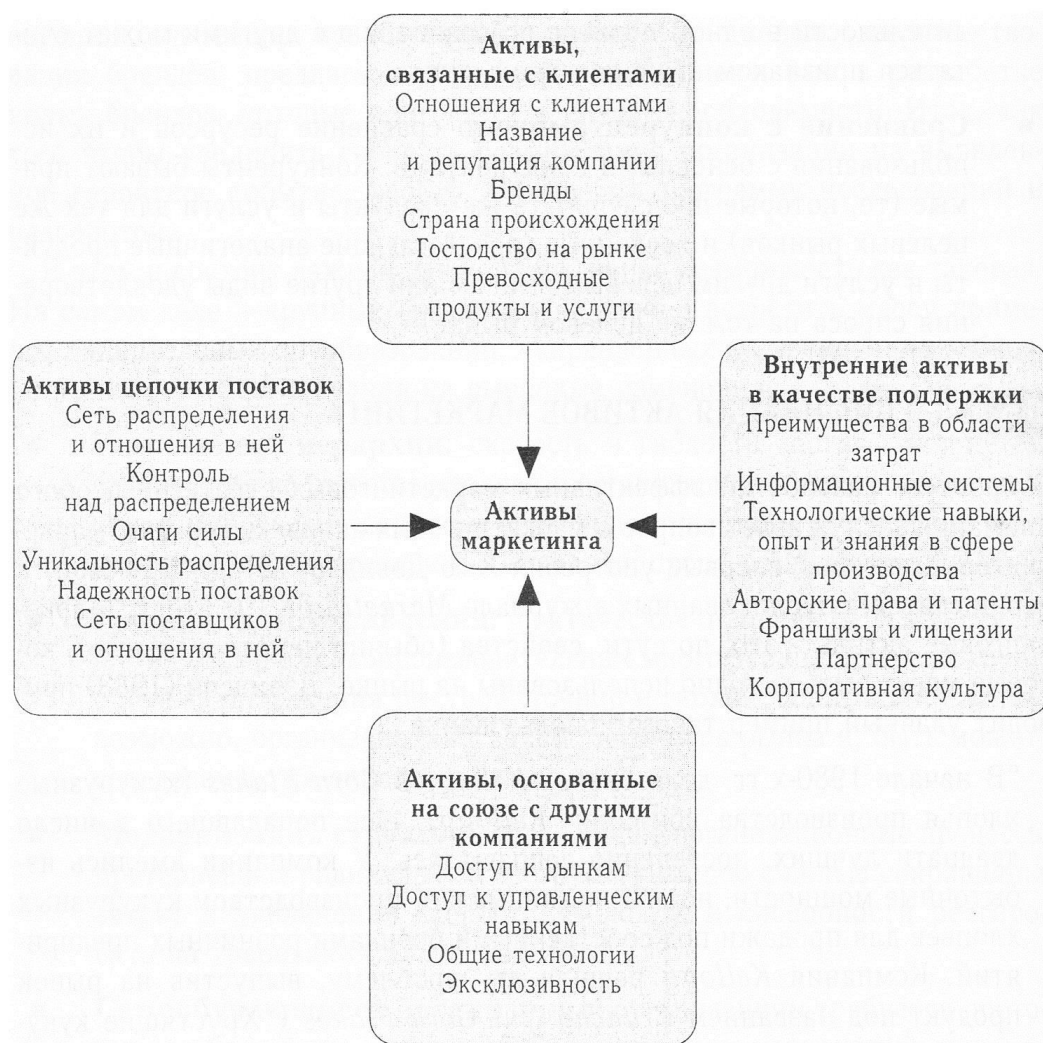 Активы,
связанные с клиентами
Отношения с клиентами
Название
и репутация компании
Бренды
Страна происхождения
Господство на рынке
Превосходные
продукты и услуги
Активы цепочки поставок
Сеть распределения
и отношения в ней
Контроль
над распределением
Очаги силы
Уникальность распределения
Надежность поставок
Сеть поставщиков
и отношения в ней
Активы
маркетинга
Внутренние активы
в качестве поддержки
Преимущества в области
затрат
Информационные системы
Технологические навыки,
опыт и знания в сфере
производства
Авторские права и патенты
Франшизы и лицензии
Партнерство
Корпоративная культура
Активы, основанные
на союзе с другими
компаниями
Доступ к рынкам
Доступ к управленческим
навыкам
Общие технологии
Эксклюзивность